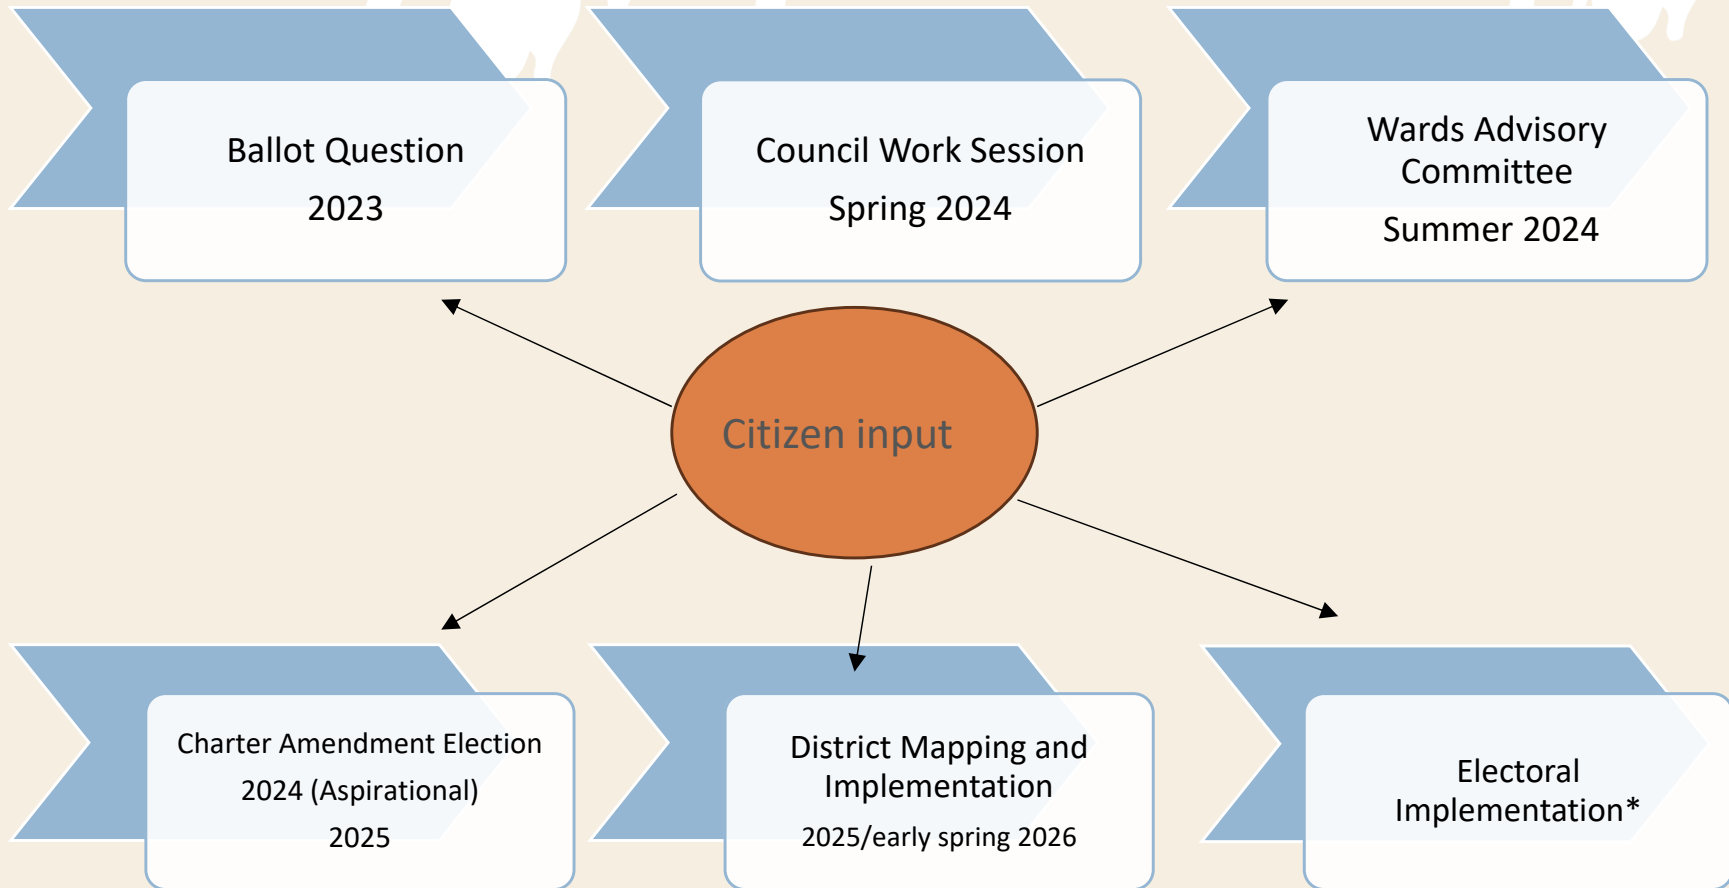 Ballot Question
2023
Council Work Session
Spring 2024
Wards Advisory
Committee
Summer 2024
Citizen input
Charter Amendment Election
2024 (Aspirational)
2025
District Mapping and
Implementation
2025/early spring 2026
Electoral
Implementation*